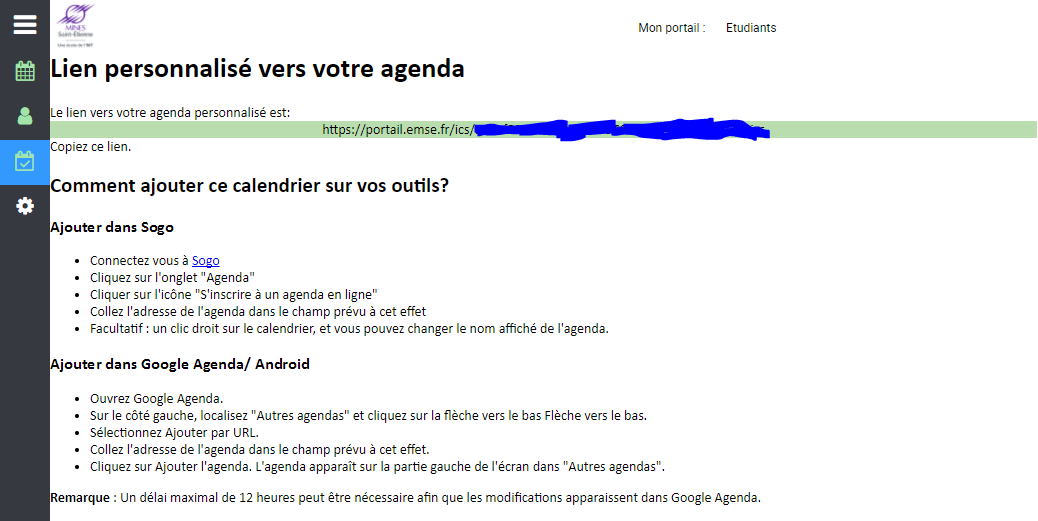 MINES
Saint-Étienne
Une école de l'IMT
Mon portail :
Etudiants
Lien personnalisé vers votre agenda
Le lien vers votre agenda personnalisé est:
https://portail.emse.fr/ics/
Copiez ce lien.
Comment ajouter ce calendrier sur vos outils?
Ajouter dans Sogo
• Connectez vous à Sogo
• Cliquez sur l'onglet "Agenda"
• Cliquer sur l'icône "S'inscrire à un agenda en ligne"
• Collez l'adresse de l'agenda dans le champ prévu à cet effet
• Facultatif : un clic droit sur le calendrier, et vous pouvez changer le nom affiché de l'agenda.
Ajouter dans Google Agenda/ Android
• Ouvrez Google Agenda.
• Sur le côté gauche, localisez "Autres agendas" et cliquez sur la flèche vers le bas Flèche vers le bas.
• Sélectionnez Ajouter par URL.
• Collez l'adresse de l'agenda dans le champ prévu à cet effet.
• Cliquez sur Ajouter l'agenda. L'agenda apparaît sur la partie gauche de l'écran dans "Autres agendas".
Remarque : Un délai maximal de 12 heures peut être nécessaire afin que les modifications apparaissent dans Google Agenda.